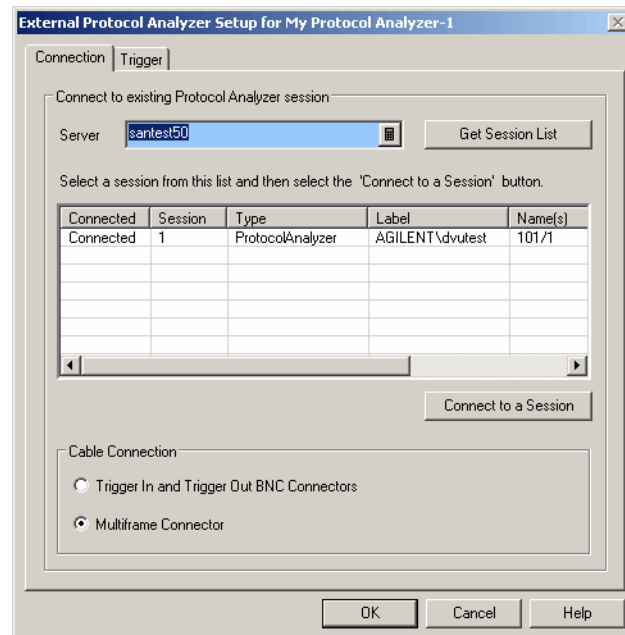 External Protocol Analyzer Setup for My Protocol Analyzer-1
Connection Trigger
Connect to existing Protocol Analyzer session
Server santest50 Get Session List
Select a session from this list and then select the 'Connect to a Session' button.
Connected Session Type Label Name(s)
Connected 1 ProtocolAnalyzer AGILENT\dvutest 101/1
Connect to a Session
Cable Connection
Trigger In and Trigger Out BNC Connectors
Multiframe Connector
OK Cancel Help